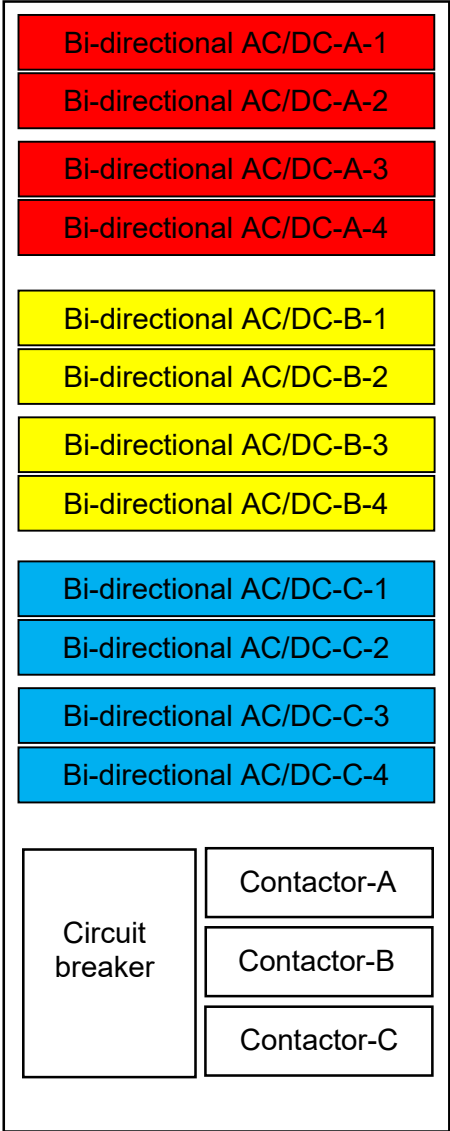 Bi-directional AC/DC-A-1
Bi-directional AC/DC-A-2
Bi-directional AC/DC-A-3
Bi-directional AC/DC-A-4
Bi-directional AC/DC-B-1
Bi-directional AC/DC-B-2
Bi-directional AC/DC-B-3
Bi-directional AC/DC-B-4
Bi-directional AC/DC-C-1
Bi-directional AC/DC-C-2
Bi-directional AC/DC-C-3
Bi-directional AC/DC-C-4
Circuit
breaker
Contactor-A
Contactor-B
Contactor-C